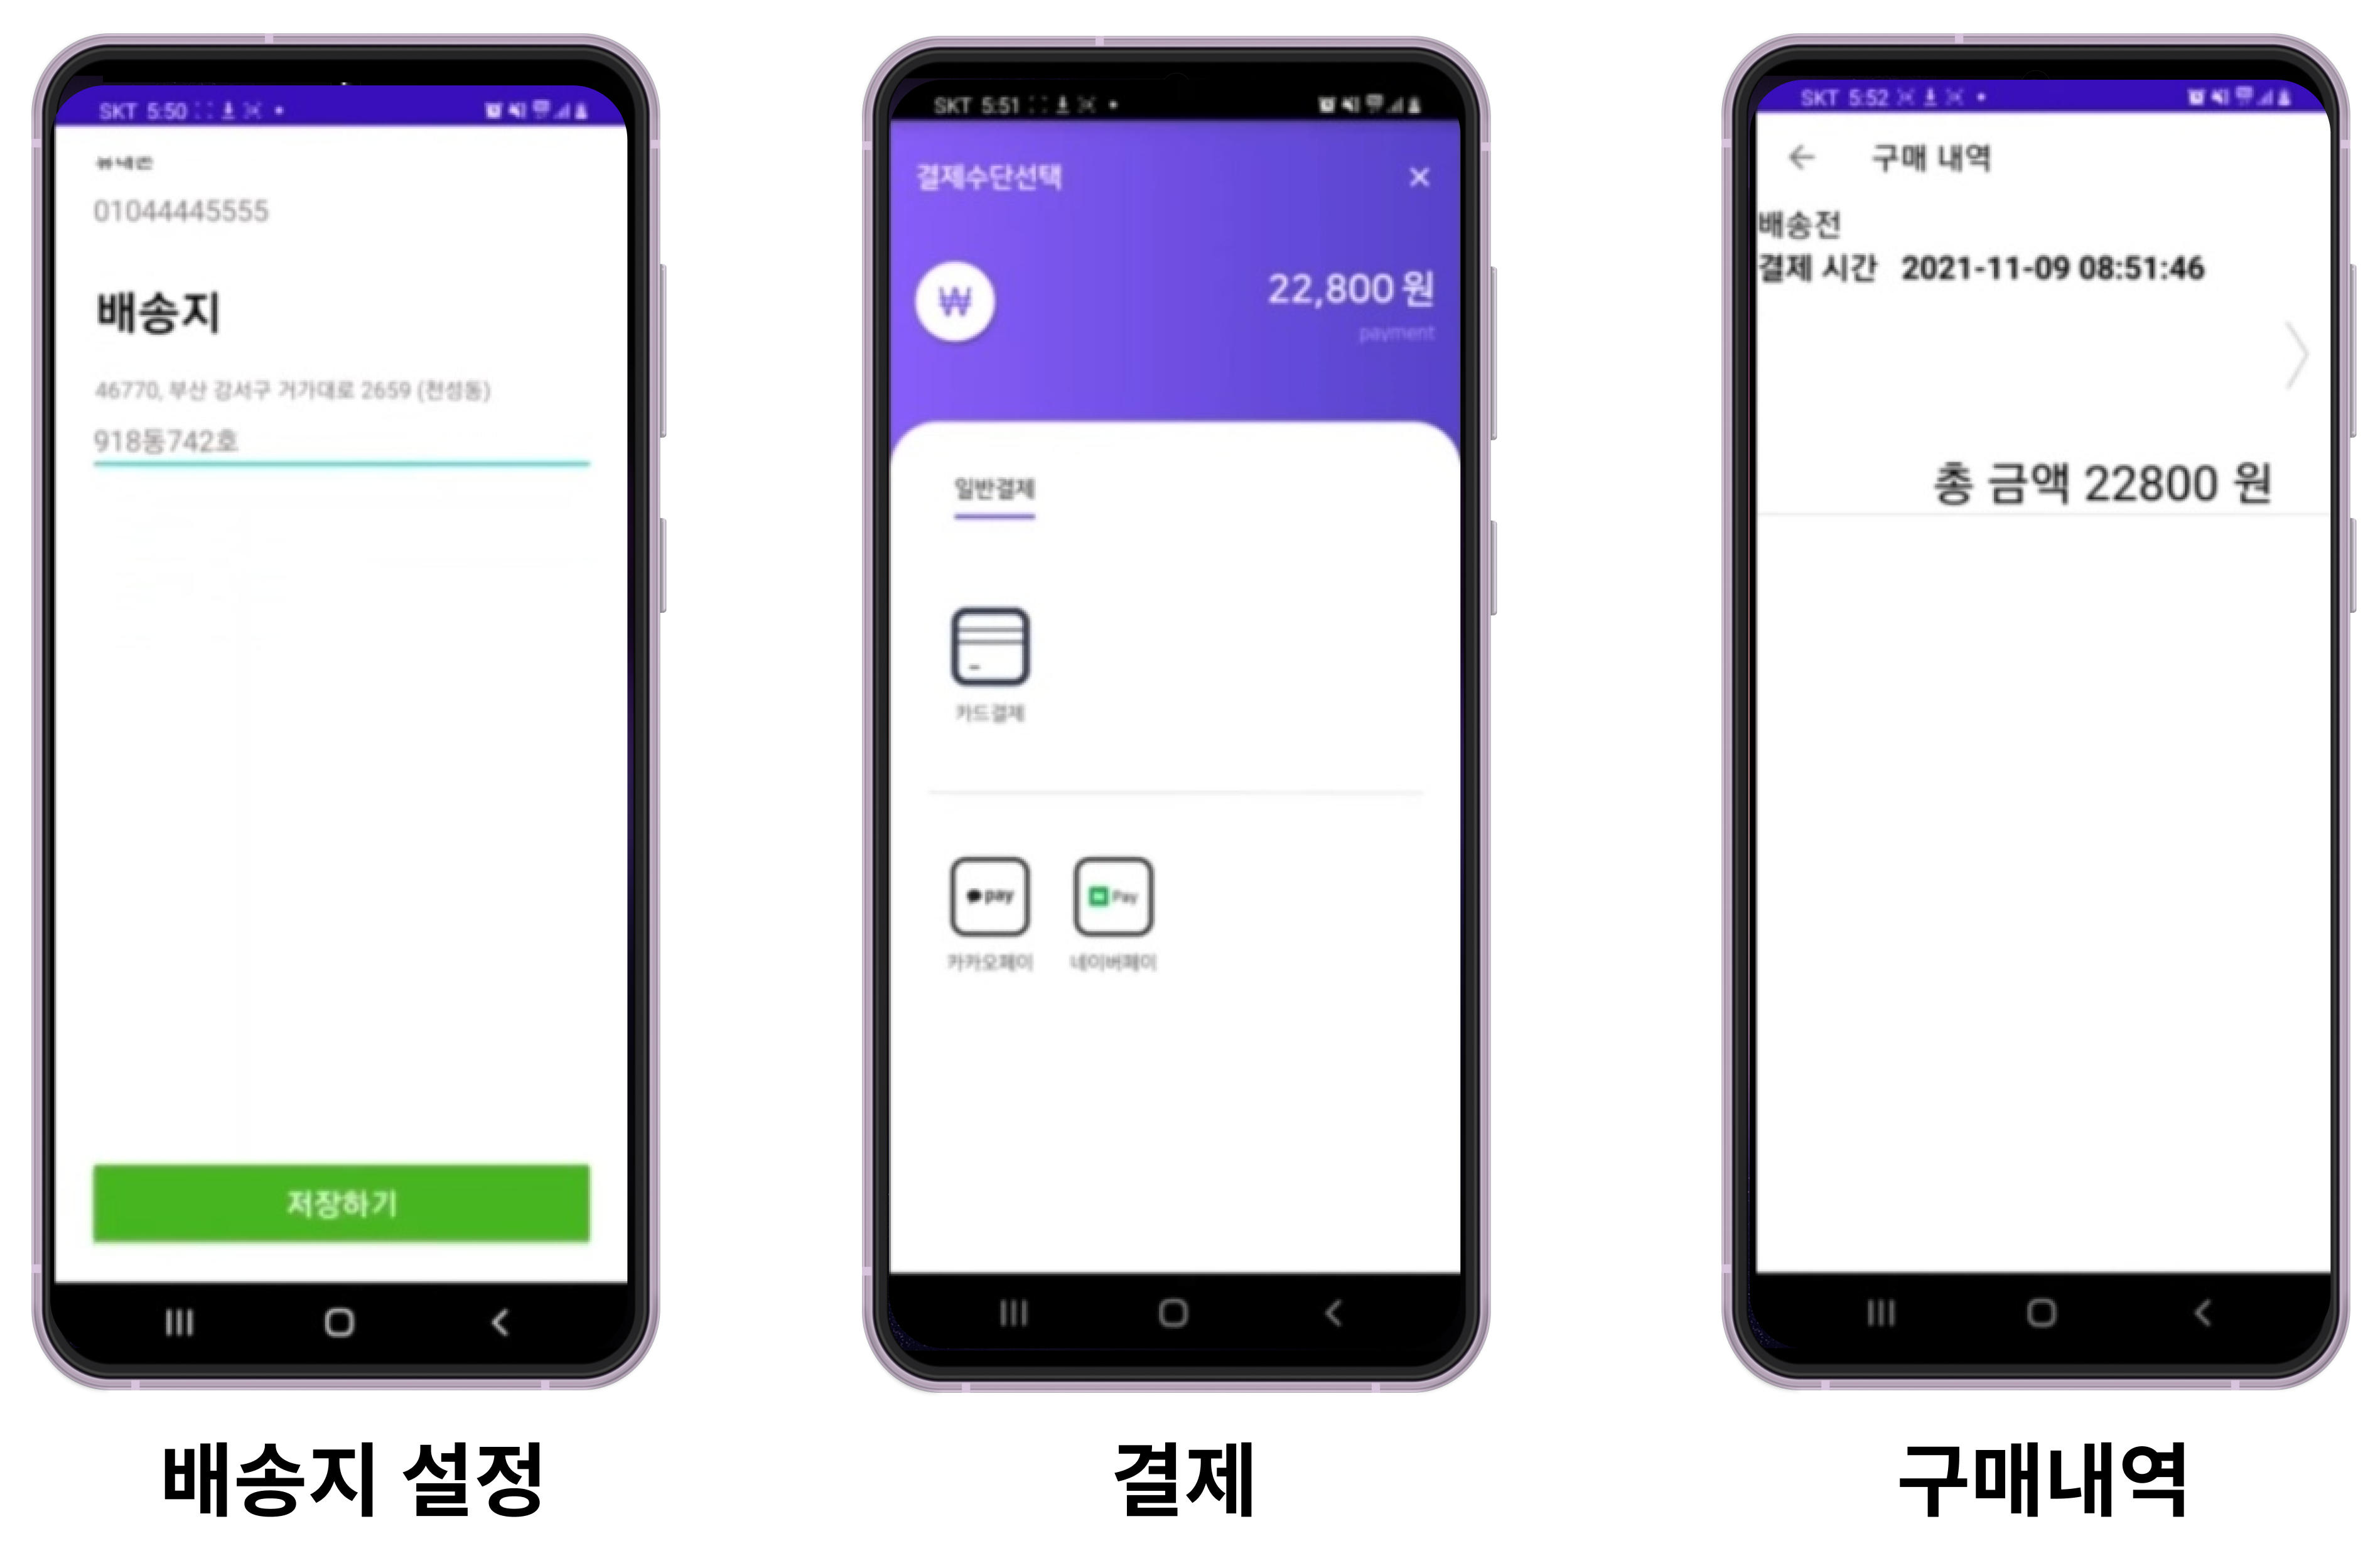 SKT 5:50
01044445555
배송지
46770, 부산 강서구 거가대로 2659 (천성동)
918동742호
저장하기
배송지 설정
SKT 5:51
결제수단선택
₩
22,800 원
payment
일반결제
카드결제
pay
N Pay
카카오페이
네이버페이
결제
SKT 5:52
구매 내역
배송전
결제 시간 2021-11-09 08:51:46
총 금액 22800 원
구매내역